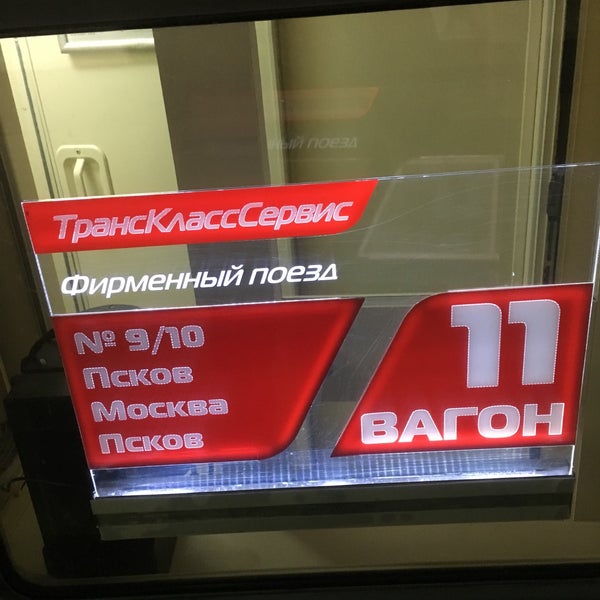 ТрансКлассСервис
Фирменный поезд
№ 9/10
Псков
Москва
Псков
11
ВАГОН